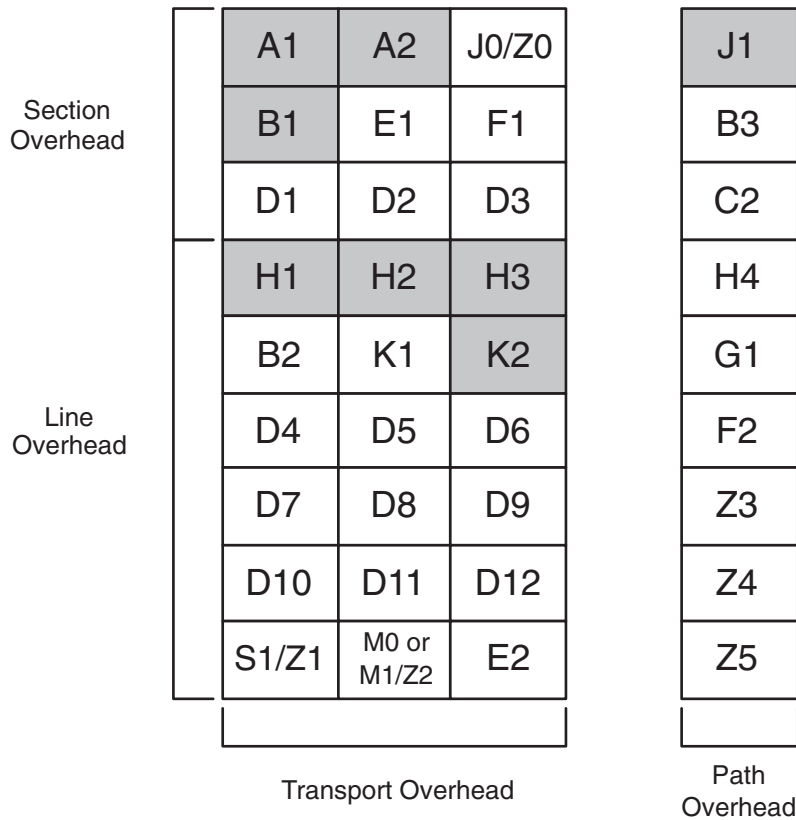 Section
Overhead
A1 A2 J0/Z0
B1 E1 F1
D1 D2 D3
Line
Overhead
H1 H2 H3
B2 K1 K2
D4 D5 D6
D7 D8 D9
D10 D11 D12
S1/Z1 M0 or
M1/Z2 E2
Transport Overhead
J1
B3
C2
H4
G1
F2
Z3
Z4
Z5
Path
Overhead